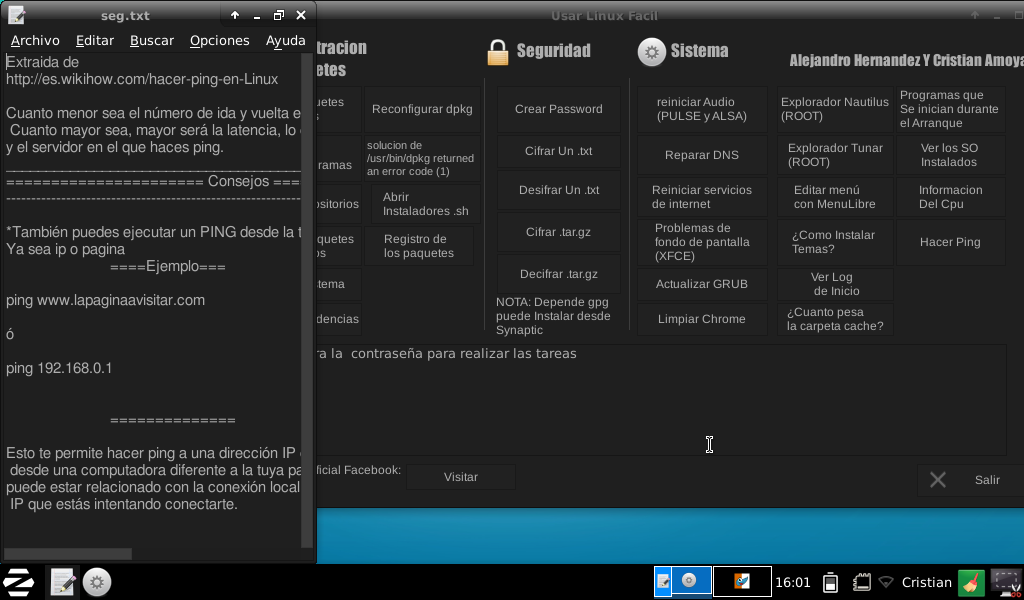 seg.txt
Archivo Editar Buscar Opciones Ayuda
Extraida de
http://es.wikihow.com/hacer-ping-en-Linux
Cuanto menor sea el número de ida y vuelta e
Cuanto mayor sea, mayor será la latencia, lo
y el servidor en el que haces ping.
====================== Consejos ===
*También puedes ejecutar un PING desde la t
Ya sea ip o pagina
====Ejemplo===
ping www.lapaginaavisitar.com
ó
ping 192.168.0.1
==============
Esto te permite hacer ping a una dirección IP
desde una computadora diferente a la tuya pa
puede estar relacionado con la conexión local
IP que estás intentando conectarte.
Usar Linux Facil
tracion
etes
Seguridad
Sistema
Alejandro Hernandez Y Cristian Amoya
uetes
s
ramas
ositorios
quetes
os
tema
dencias
Reconfigurar dpkg
solucion de
/usr/bin/dpkg returned
an error code (1)
Abrir
Instaladores .sh
Registro de
los paquetes
Crear Password
Cifrar Un .txt
Desifrar Un .txt
Cifrar .tar.gz
Decifrar .tar.gz
NOTA: Depende gpg
puede Instalar desde
Synaptic
reiniciar Audio
(PULSE y ALSA)
Reparar DNS
Reiniciar servicios
de internet
Problemas de
fondo de pantalla
(XFCE)
Actualizar GRUB
Limpiar Chrome
Explorador Nautilus
(ROOT)
Explorador Tunar
(ROOT)
Editar menú
con MenuLibre
¿Como Instalar
Temas?
Ver Log
de Inicio
¿Cuanto pesa
la carpeta cache?
Programas que
Se inician durante
el Arranque
Ver los SO
Instalados
Informacion
Del Cpu
Hacer Ping
ra la contraseña para realizar las tareas
ficial Facebook:
Visitar
Salir
16:01
Cristian